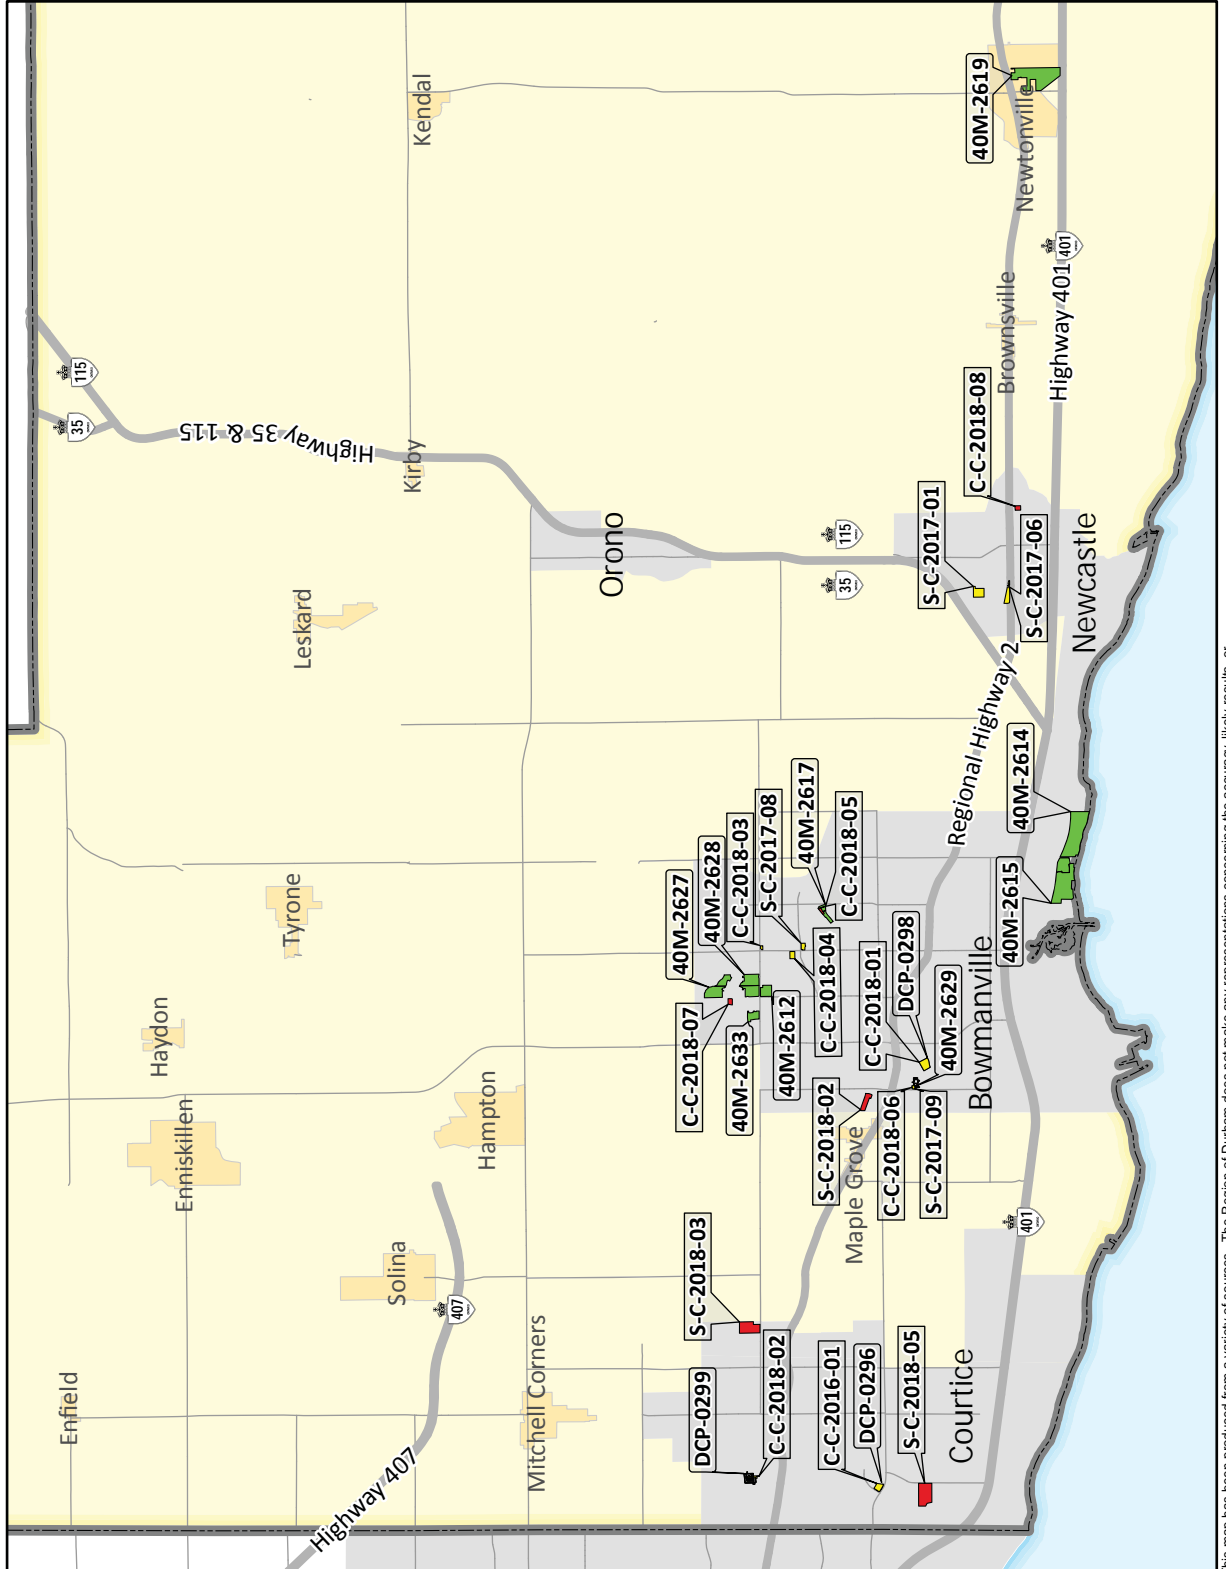 Enfield
Haydon
Enniskillen
Tyrone
Leskard
Kendal
Kirby
Solina
Hampton
Mitchell Corners
Orono
Highway 407
407
Highway 35 & 115
35
115
35
115
40M-2619
Newtonville
Brownsville
Highway 401
401
C-C-2018-08
S-C-2017-01
S-C-2017-06
Newcastle
Regional Highway 2
40M-2614
40M-2615
40M-2627
40M-2628
C-C-2018-03
S-C-2017-08
40M-2617
C-C-2018-05
C-C-2018-07
40M-2633
40M-2612
C-C-2018-04
C-C-2018-01
DCP-0298
40M-2629
Bowmanville
S-C-2018-02
Maple Grove
C-C-2018-06
S-C-2017-09
401
S-C-2018-03
DCP-0299
C-C-2018-02
C-C-2016-01
DCP-0296
S-C-2018-05
Courtice